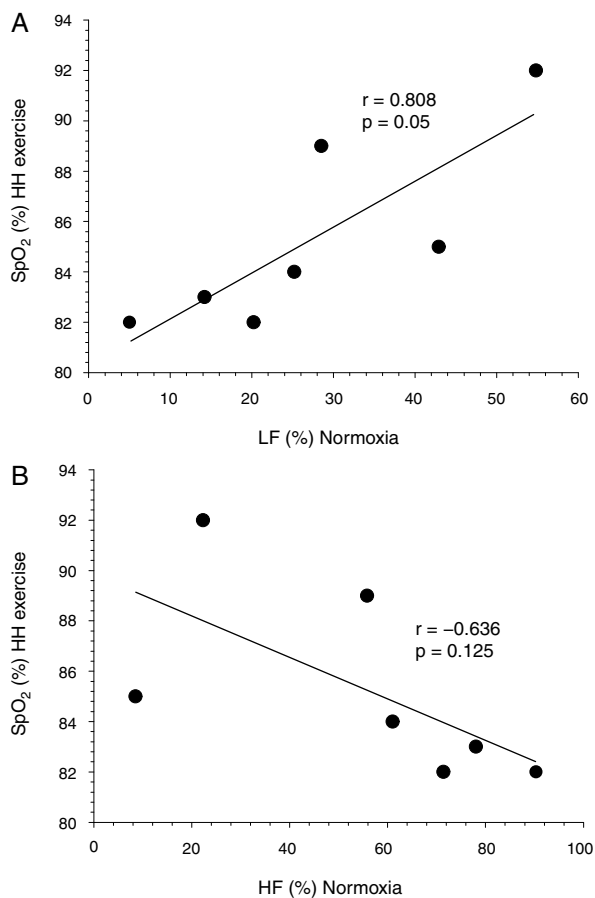 A
94
92
90
88
86
84
82
80
SpO₂ (%) HH exercise
r = 0.808
p = 0.05
0 10 20 30 40 50 60
LF (%) Normoxia
B
94
92
90
88
86
84
82
80
SpO₂ (%) HH exercise
r = −0.636
p = 0.125
0 20 40 60 80 100
HF (%) Normoxia